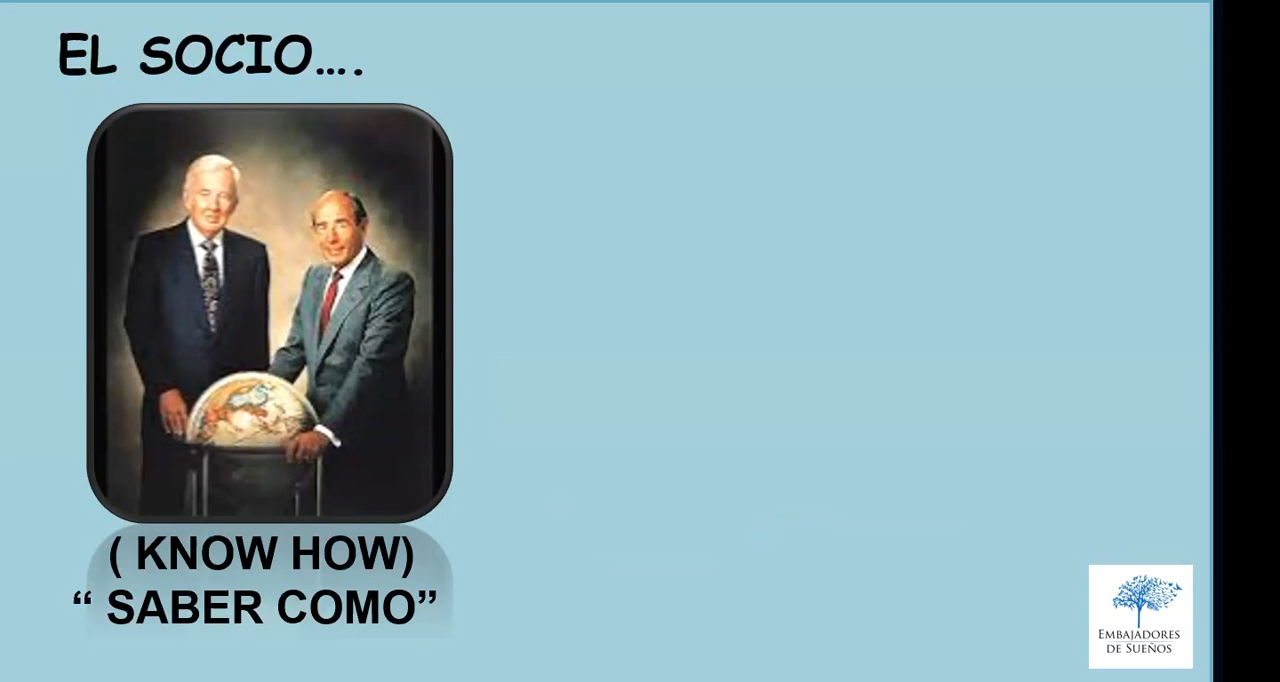 EL SOCIO….
( KNOW HOW)
“ SABER COMO”
EMBAJADORES
DE SUEÑOS